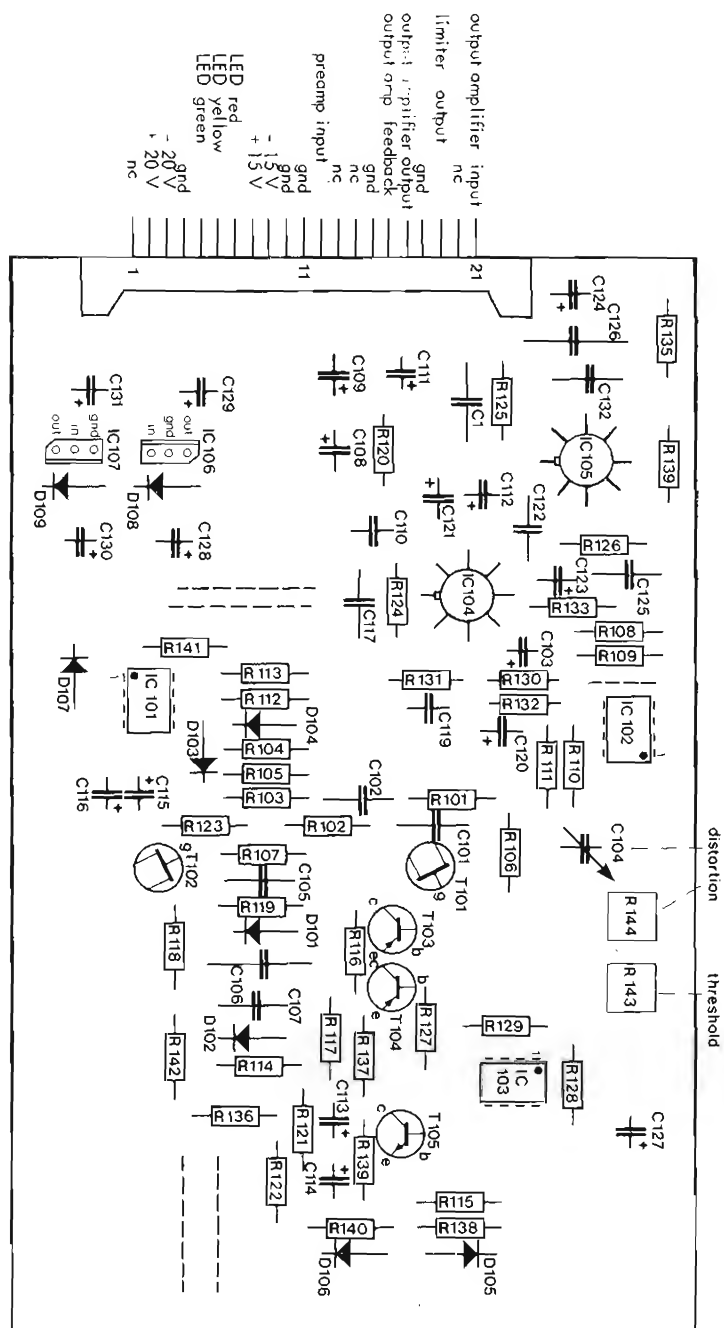 output amplifier input
nc
limiter output
gnd
output amplifier output
output amp feedback
gnd
nc
nc
preamp input
gnd
gnd
- 15 V
+ 15 V
LED red
LED yellow
LED green
gnd
- 20 V
+ 20 V
nc
1
11
21
C124
C126
R135
C132
C131
C129
C109
C111
C1
R125
out
in
gnd
IC107
gnd
out
in
IC106
C108
R120
IC105
R139
D109
D108
C121
C112
C122
C130
C128
C110
R126
C117
R124
IC104
C123
C125
R133
R108
R109
R141
C103
D107
IC 101
R113
R112
D104
R131
R130
R132
C119
C120
IC 102
D103
R104
R105
R103
R111
R110
C116
C115
C102
R101
R123
R102
C101
R106
C104
distortion
g
T102
R107
C105
T101
g
R119
R144
R118
D101
R116
c
T103
b
e
C106
C107
c
T104
b
e
R127
R143
threshold
D102
R117
R129
R142
R114
R137
IC 103
1
R128
R136
R121
C113
c
T105
b
e
C127
R122
C114
R139
R115
R140
R138
D106
D105